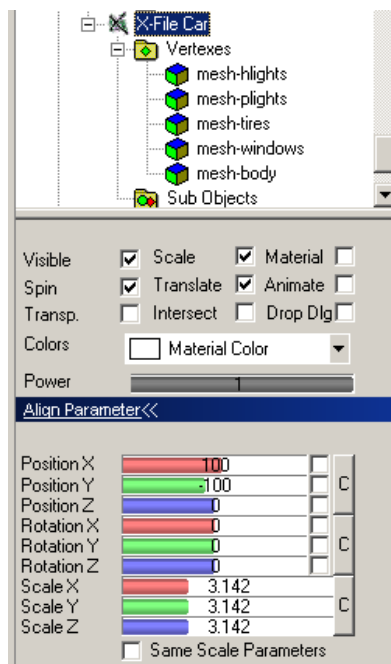 X-File Car
Vertexes
mesh-hlights
mesh-plights
mesh-tires
mesh-windows
mesh-body
Sub Objects
Visible Scale Material
Spin Translate Animate
Transp. Intersect Drop Dlg
Colors Material Color
Power 1
Align Parameter<<
Position X 100
Position Y -100 C
Position Z 0
Rotation X 0
Rotation Y 0 C
Rotation Z 0
Scale X 3.142
Scale Y 3.142 C
Scale Z 3.142
Same Scale Parameters